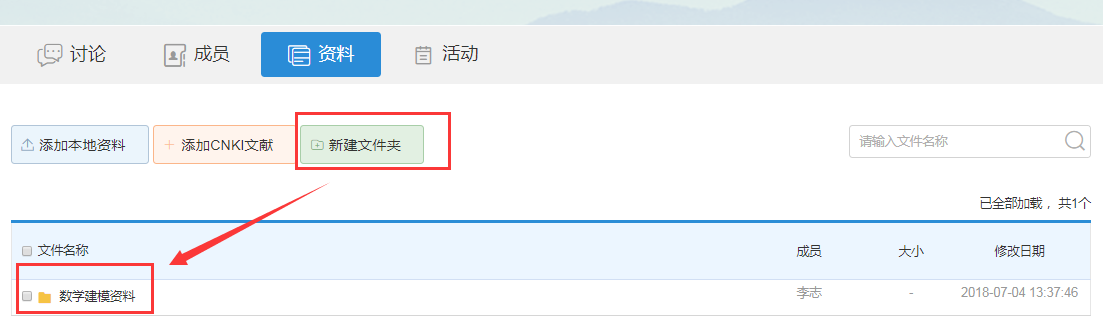 讨论 成员 资料 活动
添加本地资料 添加CNKI文献 新建文件夹 请输入文件名称
已全部加载，共1个
文件名称 成员 大小 修改日期
数学建模资料 李志 - 2018-07-04 13:37:46